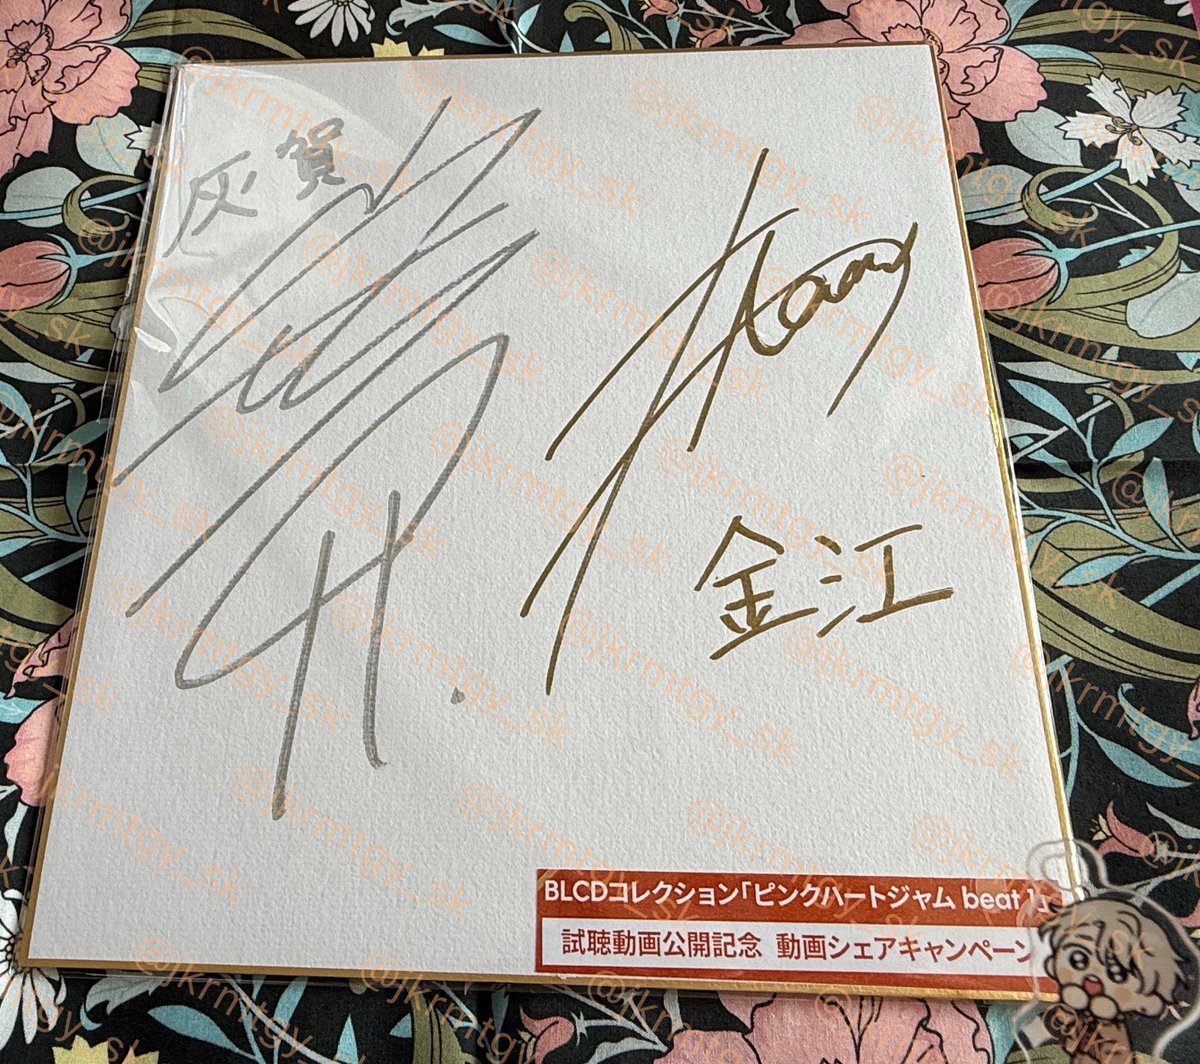 灰賀
金江
BLCDコレクション「ピンクハートジャム beat 1」
試聴動画公開記念 動画シェアキャンペーン
@jkrmtgy_sk